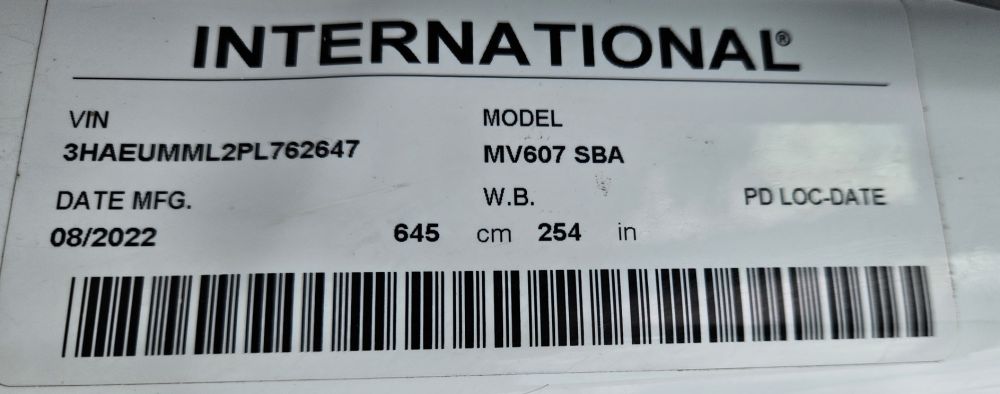 INTERNATIONAL®
VIN MODEL
3HAEUMML2PL762647 MV607 SBA
DATE MFG. W.B. PD LOC-DATE
08/2022 645 cm 254 in